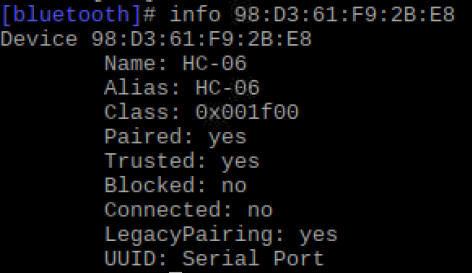 [bluetooth]# info 98:D3:61:F9:2B:E8
Device 98:D3:61:F9:2B:E8
Name: HC-06
Alias: HC-06
Class: 0x001f00
Paired: yes
Trusted: yes
Blocked: no
Connected: no
LegacyPairing: yes
UUID: Serial Port